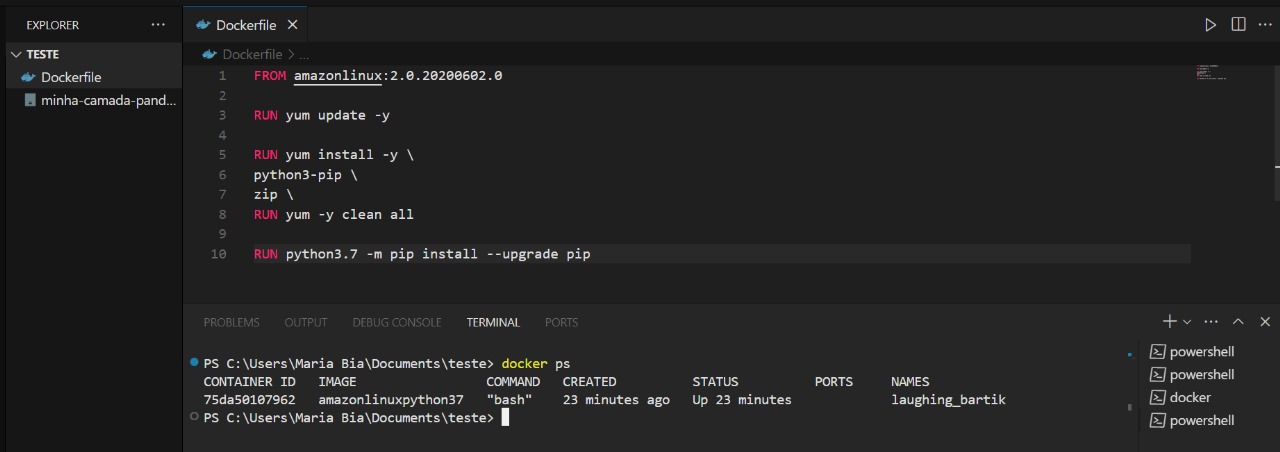 EXPLORER ...
TESTE
Dockerfile
minha-camada-pand...
Dockerfile
Dockerfile > ...
1 FROM amazonlinux:2.0.20200602.0
2
3 RUN yum update -y
4
5 RUN yum install -y \
6 python3-pip \
7 zip \
8 RUN yum -y clean all
9
10 RUN python3.7 -m pip install --upgrade pip
PROBLEMS OUTPUT DEBUG CONSOLE TERMINAL PORTS
PS C:\Users\Maria Bia\Documents\teste> docker ps
CONTAINER ID IMAGE COMMAND CREATED STATUS PORTS NAMES
75da50107962 amazonlinuxpython37 "bash" 23 minutes ago Up 23 minutes laughing_bartik
PS C:\Users\Maria Bia\Documents\teste>
powershell
powershell
docker
powershell